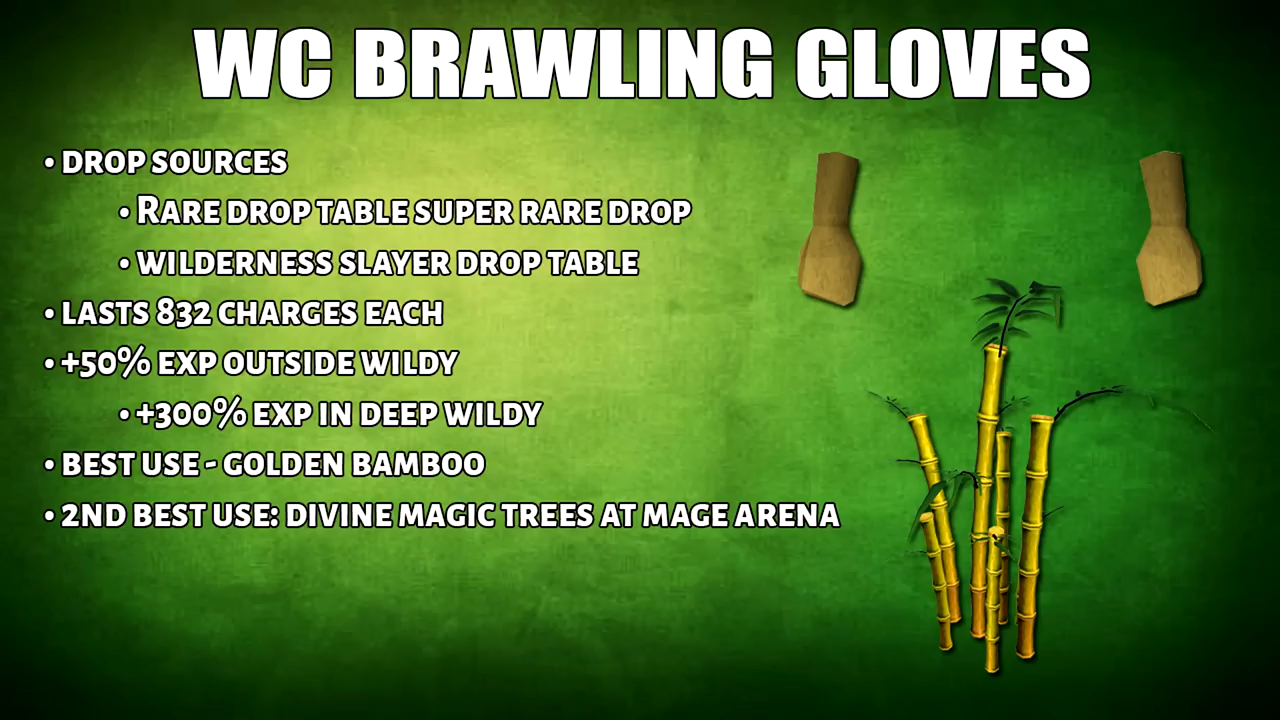 WC BRAWLING GLOVES
• DROP SOURCES
• RARE DROP TABLE SUPER RARE DROP
• WILDERNESS SLAYER DROP TABLE
• LASTS 832 CHARGES EACH
• +50% EXP OUTSIDE WILDY
• +300% EXP IN DEEP WILDY
• BEST USE - GOLDEN BAMBOO
• 2ND BEST USE: DIVINE MAGIC TREES AT MAGE ARENA